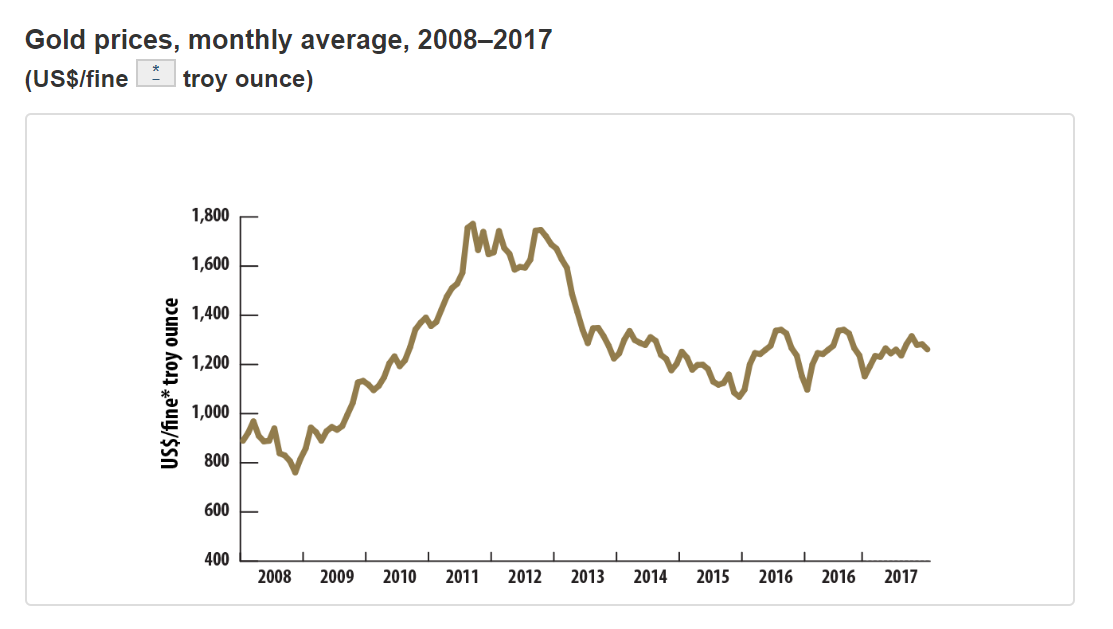 Gold prices, monthly average, 2008–2017
(US$/fine * troy ounce)
US$/fine* troy ounce
1,800
1,600
1,400
1,200
1,000
800
600
400
2008 2009 2010 2011 2012 2013 2014 2015 2016 2016 2017